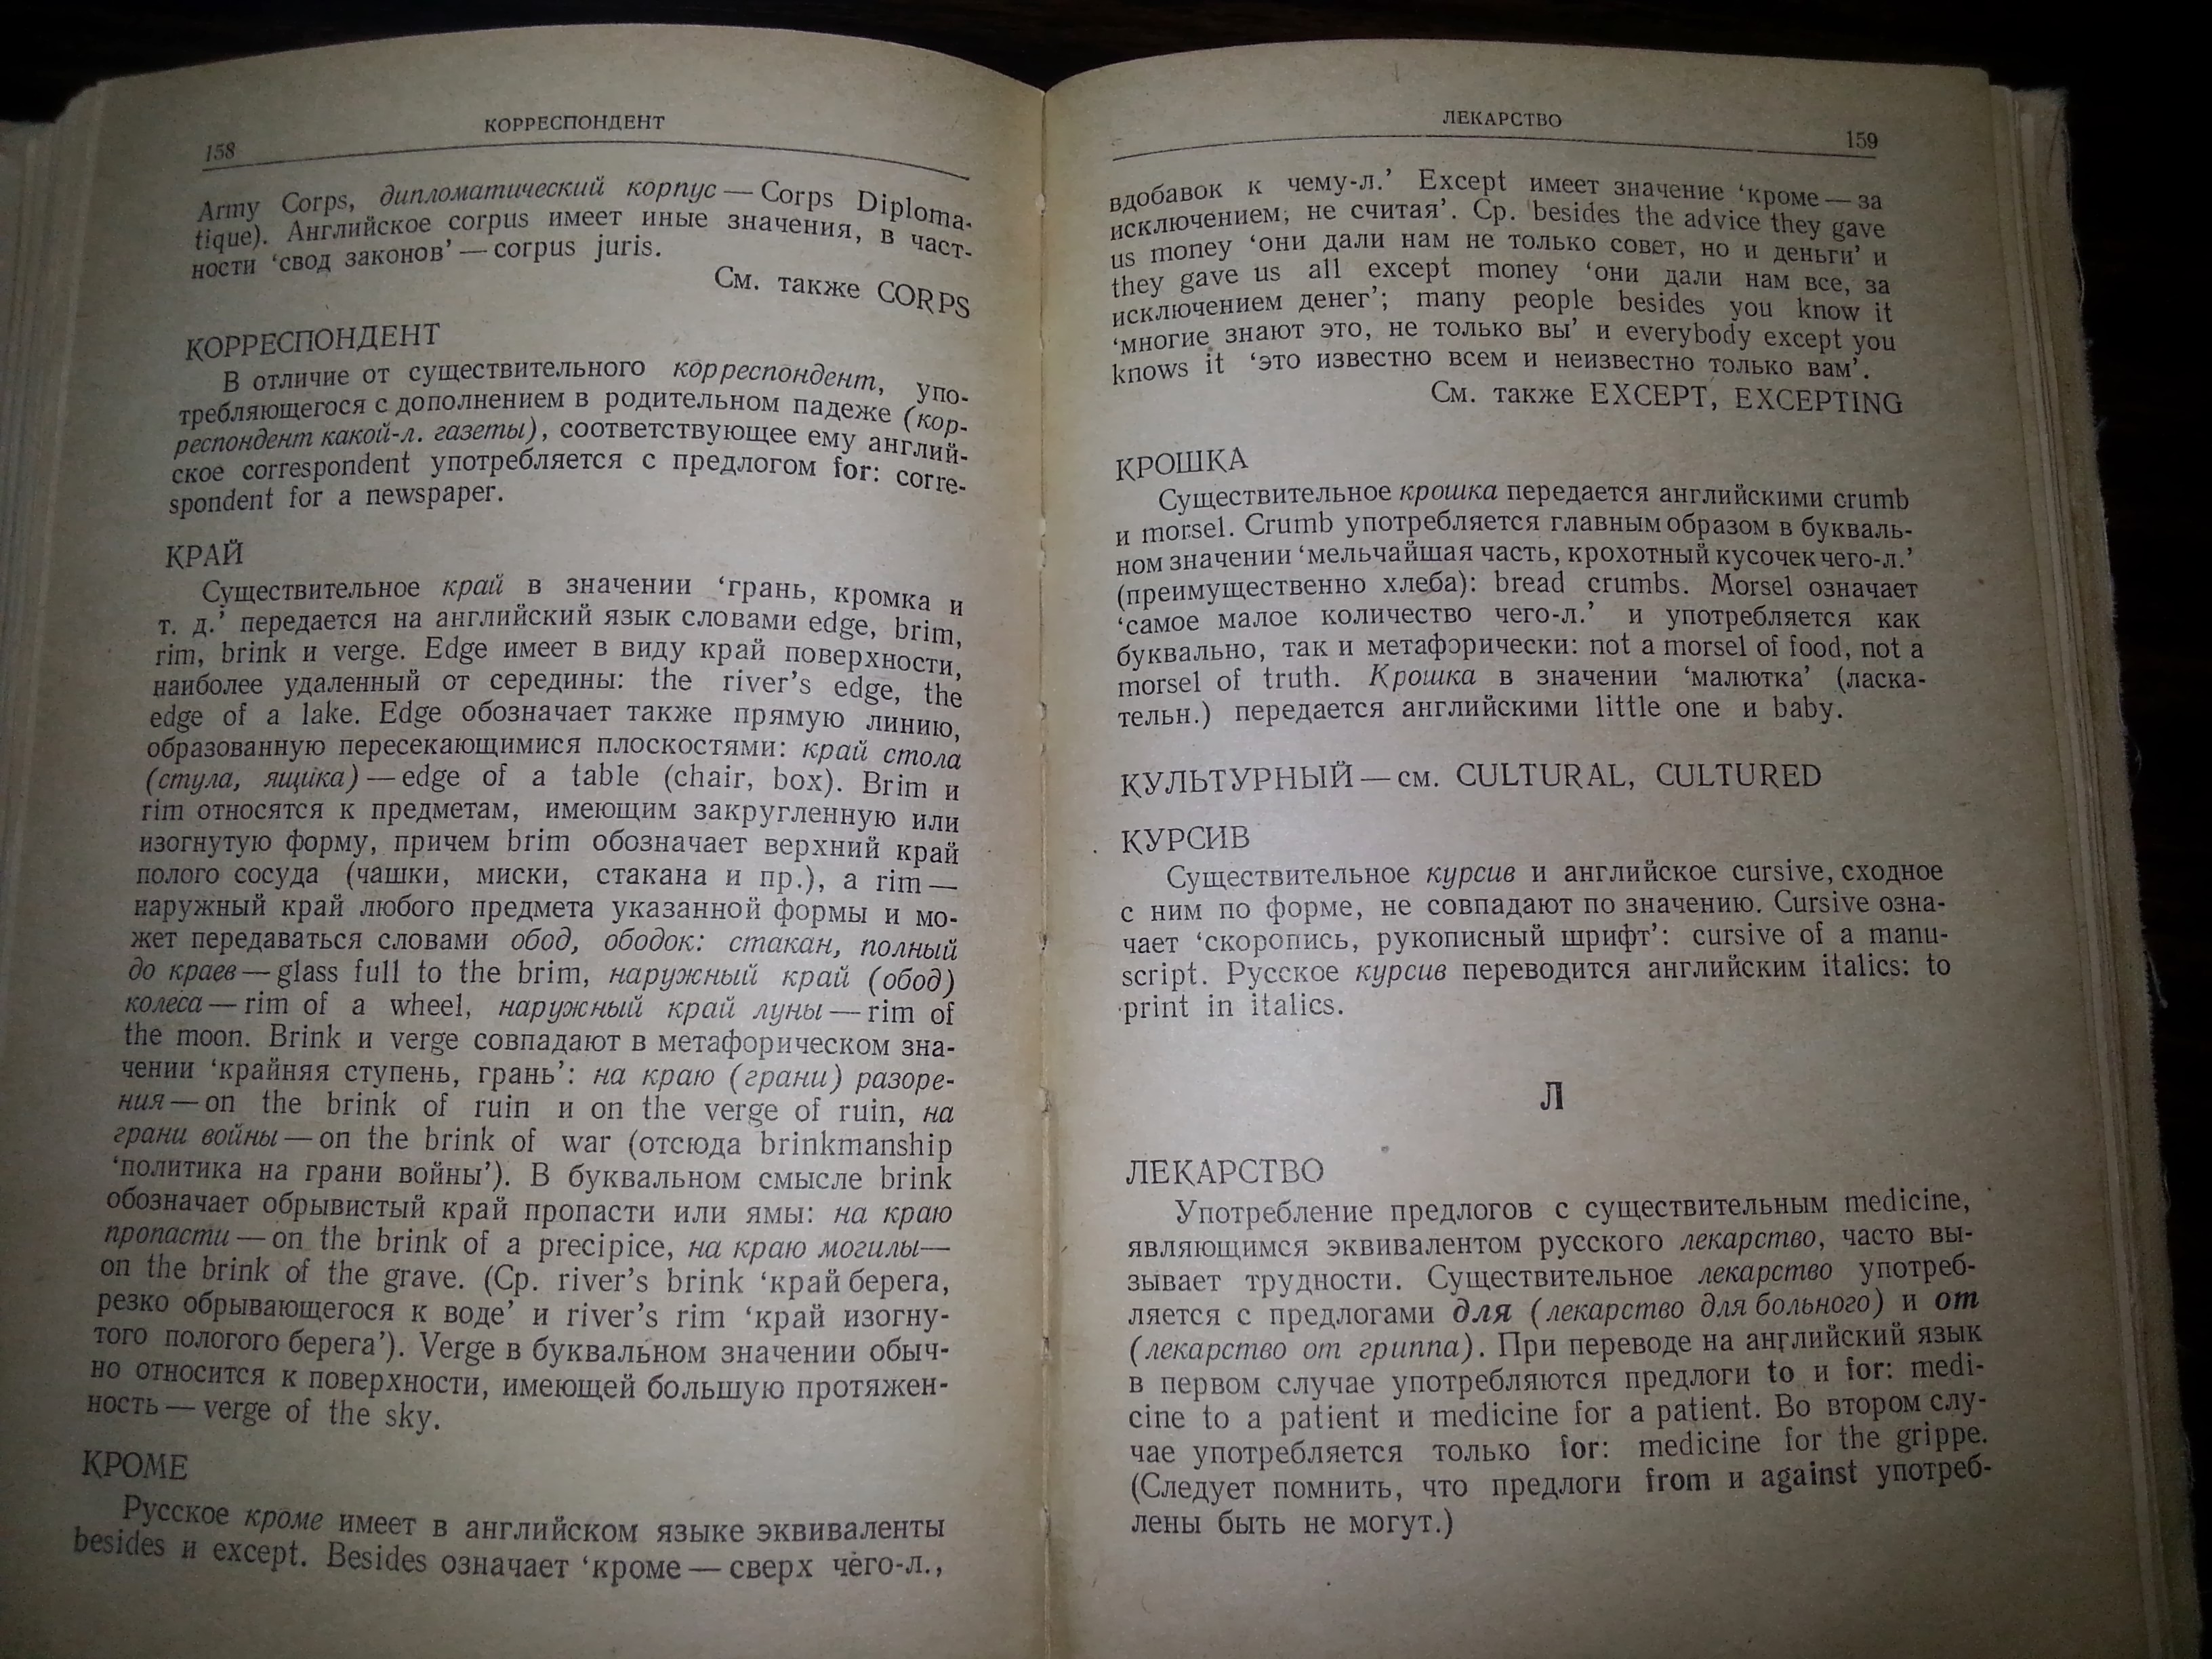 158
КОРРЕСПОНДЕНТ
Army Corps, дипломатический корпус — Corps Diploma-
tique). Английское corpus имеет иные значения, в част-
ности ‘свод законов’ — corpus juris.
См. также CORPS
КОРРЕСПОНДЕНТ
В отличие от существительного корреспондент, упо-
требляющегося с дополнением в родительном падеже (кор-
респондент какой-л. газеты), соответствующее ему англий-
ское correspondent употребляется с предлогом for: corre-
spondent for a newspaper.
КРАЙ
Существительное край в значении ‘грань, кромка и
т. д.’ передается на английский язык словами edge, brim,
rim, brink и verge. Edge имеет в виду край поверхности,
наиболее удаленный от середины: the river’s edge, the
edge of a lake. Edge обозначает также прямую линию,
образованную пересекающимися плоскостями: край стола
(стула, ящика) — edge of a table (chair, box). Brim и
rim относятся к предметам, имеющим закругленную или
изогнутую форму, причем brim обозначает верхний край
полого сосуда (чашки, миски, стакана и пр.), а rim —
наружный край любого предмета указанной формы и мо-
жет передаваться словами обод, ободок: стакан, полный
до краев — glass full to the brim, наружный край (обод)
колеса — rim of a wheel, наружный край луны — rim of
the moon. Brink и verge совпадают в метафорическом зна-
чении ‘крайняя ступень, грань’: на краю (грани) разоре-
ния — on the brink of ruin и on the verge of ruin, на
грани войны — on the brink of war (отсюда brinkmanship
‘политика на грани войны’). В буквальном смысле brink
обозначает обрывистый край пропасти или ямы: на краю
пропасти — on the brink of a precipice, на краю могилы —
on the brink of the grave. (Ср. river’s brink ‘край берега,
резко обрывающегося к воде’ и river’s rim ‘край изогну-
того пологого берега’). Verge в буквальном значении обыч-
но относится к поверхности, имеющей большую протяжен-
ность — verge of the sky.
КРОМЕ
Русское кроме имеет в английском языке эквиваленты
besides и except. Besides означает ‘кроме — сверх чего-л.,
ЛЕКАРСТВО
159
вдобавок к чему-л.’ Except имеет значение ‘кроме — за
исключением, не считая’. Ср. besides the advice they gave
us money ‘они дали нам не только совет, но и деньги’ и
they gave us all except money ‘они дали нам все, за
исключением денег’; many people besides you know it
‘многие знают это, не только вы’ и everybody except you
knows it ‘это известно всем и неизвестно только вам’.
См. также EXCEPT, EXCEPTING
КРОШКА
Существительное крошка передается английскими crumb
и morsel. Crumb употребляется главным образом в букваль-
ном значении ‘мельчайшая часть, крохотный кусочек чего-л.’
(преимущественно хлеба): bread crumbs. Morsel означает
‘самое малое количество чего-л.’ и употребляется как
буквально, так и метафорически: not a morsel of food, not a
morsel of truth. Крошка в значении ‘малютка’ (ласка-
тельн.) передается английскими little one и baby.
КУЛЬТУРНЫЙ — см. CULTURAL, CULTURED
КУРСИВ
Существительное курсив и английское cursive, сходное
с ним по форме, не совпадают по значению. Cursive озна-
чает ‘скоропись, рукописный шрифт’: cursive of a manu-
script. Русское курсив переводится английским italics: to
print in italics.
Л
ЛЕКАРСТВО
Употребление предлогов с существительным medicine,
являющимся эквивалентом русского лекарство, часто вы-
зывает трудности. Существительное лекарство употреб-
ляется с предлогами для (лекарство для больного) и от
(лекарство от гриппа). При переводе на английский язык
в первом случае употребляются предлоги to и for: medi-
cine to a patient и medicine for a patient. Во втором слу-
чае употребляется только for: medicine for the grippe.
(Следует помнить, что предлоги from и against употреб-
лены быть не могут.)